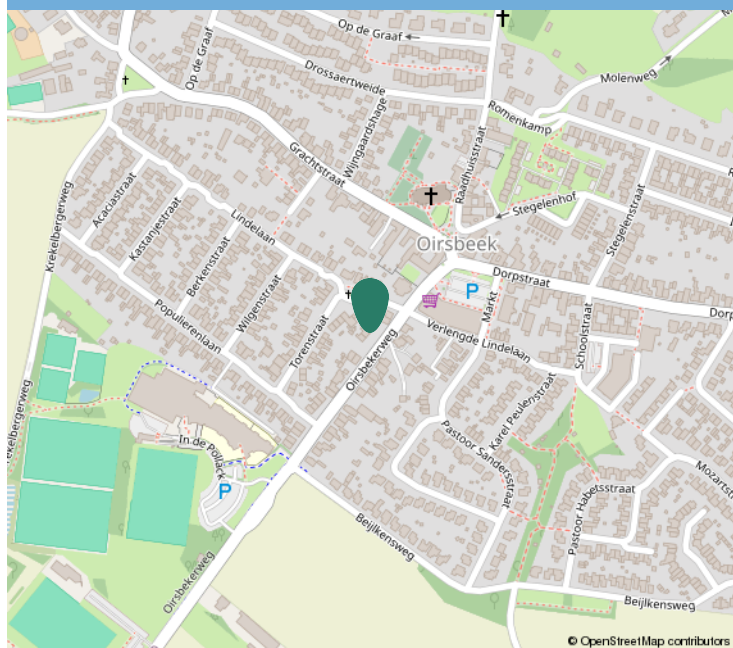 Op de Graaf
Op de Graaf
Drossaertweide
Molenweg
Romenkamp
Wijngaardshage
Grachtstraat
Raadhuisstraat
Stegelenhof
Stegelenstraat
Acaciastraat
Kastanjestraat
Lindelaan
Krekelbergerweg
Berkenstraat
Oirsbeek
Dorpstraat
Wilgenstraat
Populierenlaan
Torenstraat
P
Markt
Verlengde Lindelaan
Schoolstraat
Oirsbekerweg
Karel Peulenstraat
Pastoor Sandersstraat
In de Pollack
P
Pastoor Habetsstraat
Beijlkensweg
Oirsbekerweg
Beijlkensweg
© OpenStreetMap contributors